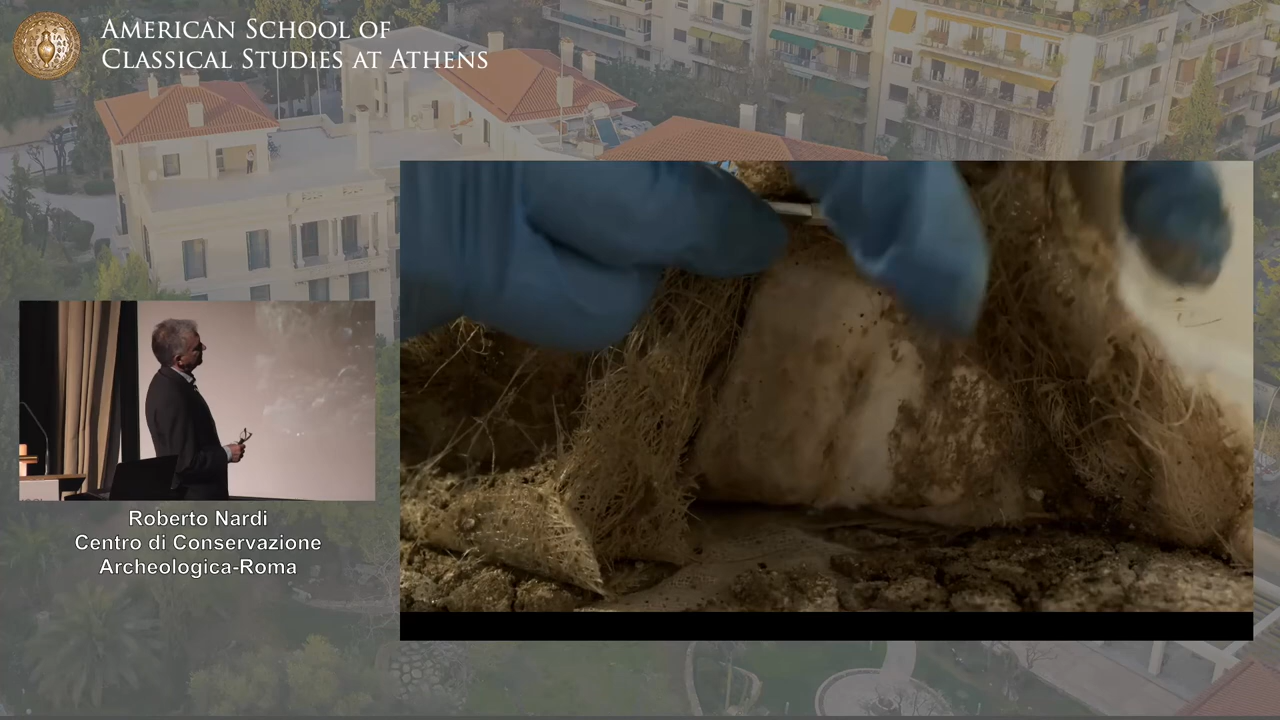 AMERICAN SCHOOL OF
CLASSICAL STUDIES AT ATHENS
Roberto Nardi
Centro di Conservazione
Archeologica-Roma